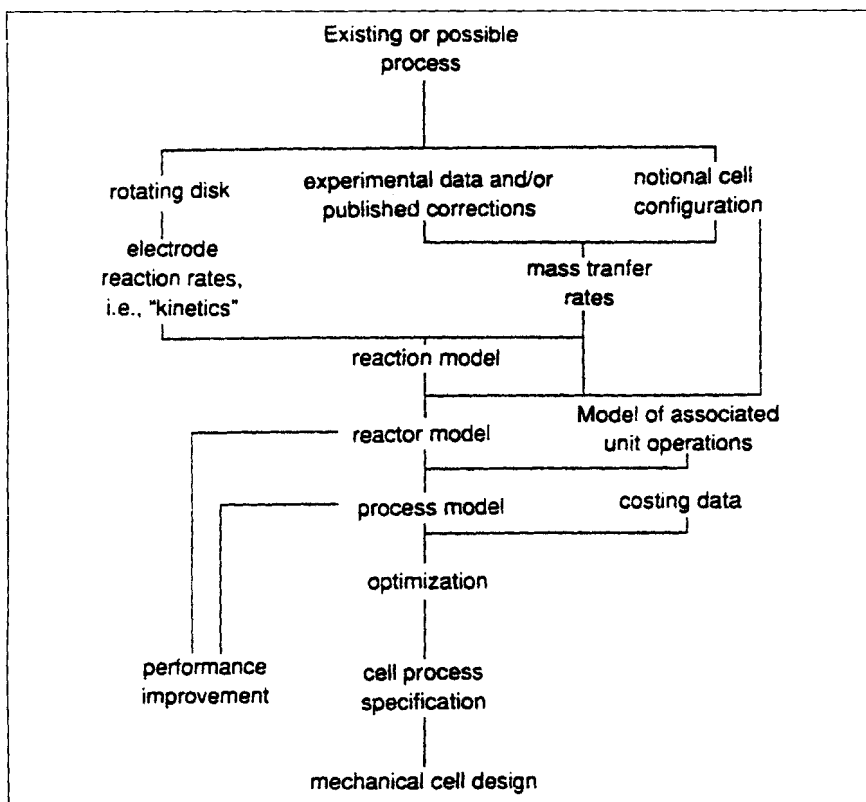 Existing or possible
process
rotating disk
experimental data and/or
published corrections
notional cell
configuration
electrode
reaction rates,
i.e., "kinetics"
mass tranfer
rates
reaction model
reactor model
Model of associated
unit operations
process model
costing data
optimization
performance
improvement
cell process
specification
mechanical cell design